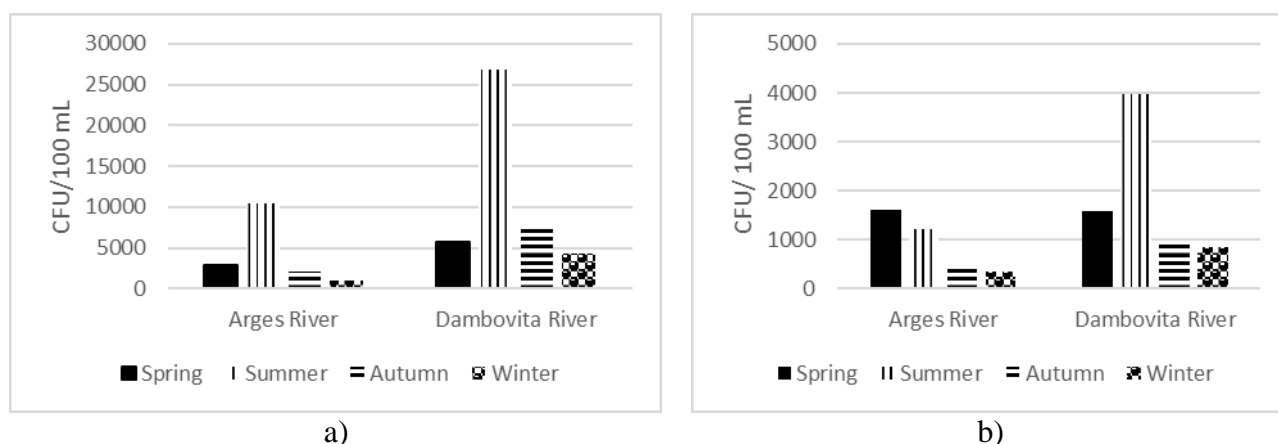 30000
25000
20000
15000
10000
5000
0
CFU/100 mL
Arges River Dambovita River
Spring Summer Autumn Winter
a)
5000
4000
3000
2000
1000
0
CFU/ 100 mL
Arges River Dambovita River
Spring Summer Autumn Winter
b)